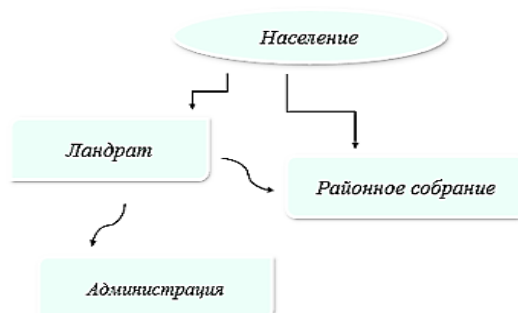 Население
Ландрат
Районное собрание
Администрация